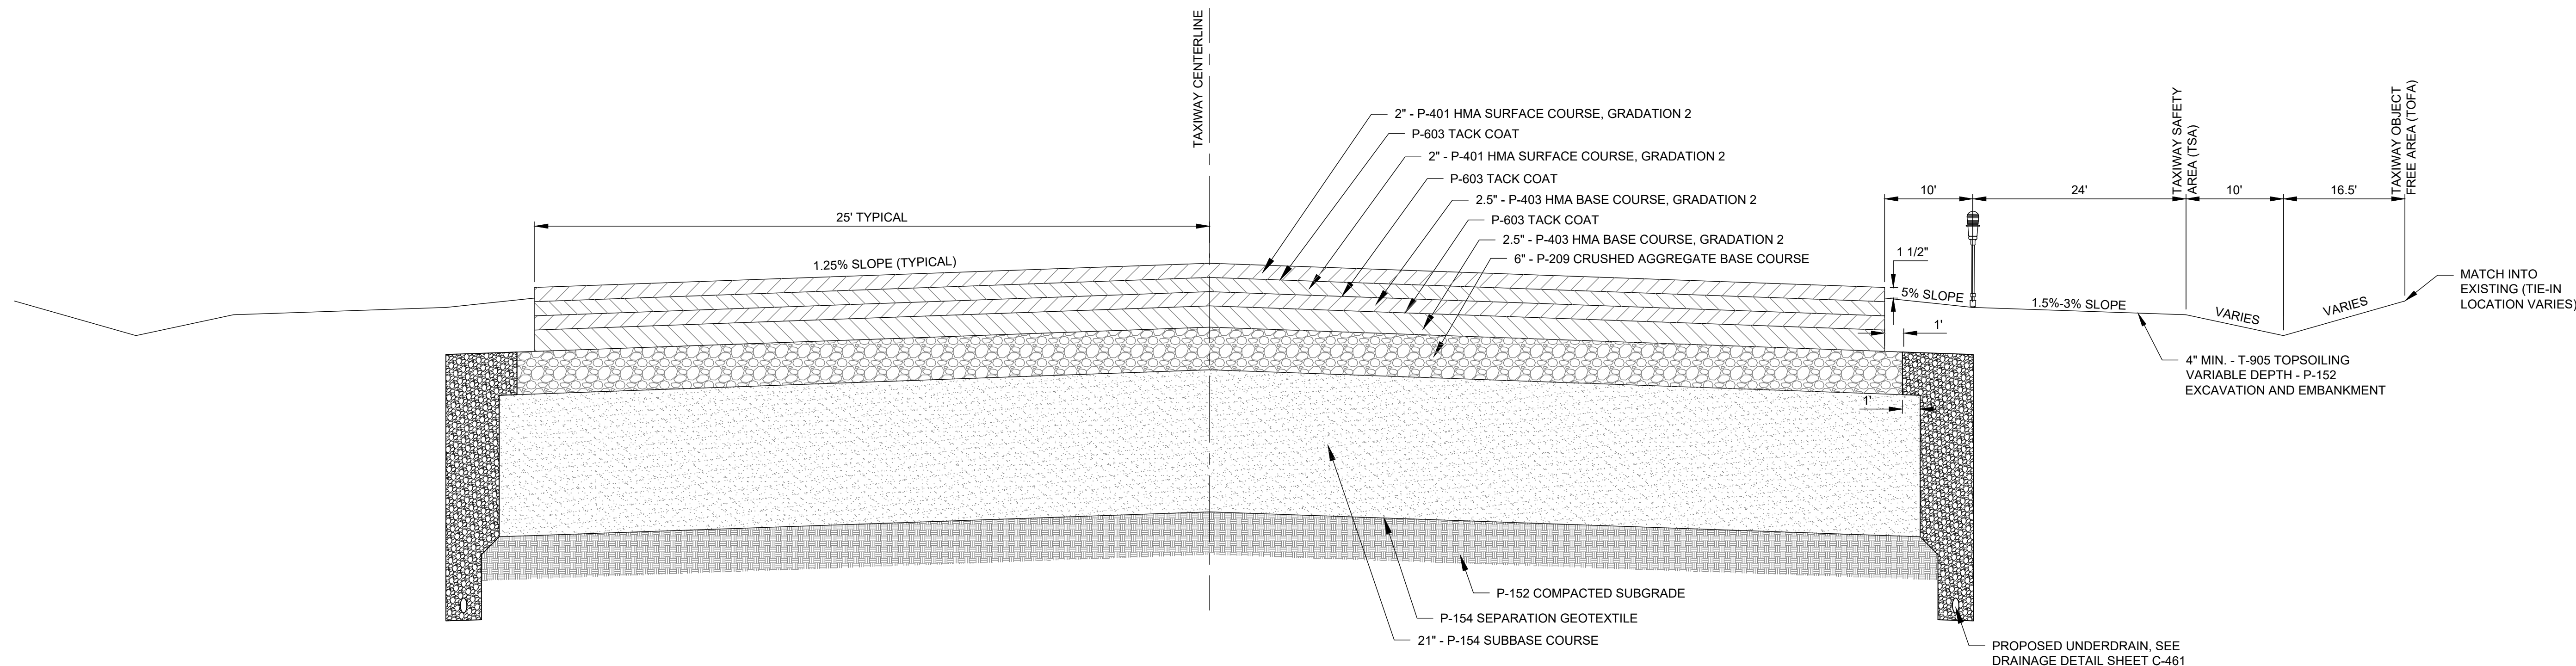 TAXIWAY CENTERLINE
2" - P-401 HMA SURFACE COURSE, GRADATION 2
P-603 TACK COAT
2" - P-401 HMA SURFACE COURSE, GRADATION 2
P-603 TACK COAT
2.5" - P-403 HMA BASE COURSE, GRADATION 2
P-603 TACK COAT
2.5" - P-403 HMA BASE COURSE, GRADATION 2
6" - P-209 CRUSHED AGGREGATE BASE COURSE
25' TYPICAL
1.25% SLOPE (TYPICAL)
TAXIWAY SAFETY
AREA (TSA)
TAXIWAY OBJECT
FREE AREA (TOFA)
10'
24'
10'
16.5'
1 1/2"
5% SLOPE
1.5%-3% SLOPE
VARIES
VARIES
MATCH INTO
EXISTING (TIE-IN
LOCATION VARIES)
1'
1'
4" MIN. - T-905 TOPSOILING
VARIABLE DEPTH - P-152
EXCAVATION AND EMBANKMENT
P-152 COMPACTED SUBGRADE
P-154 SEPARATION GEOTEXTILE
21" - P-154 SUBBASE COURSE
PROPOSED UNDERDRAIN, SEE
DRAINAGE DETAIL SHEET C-461